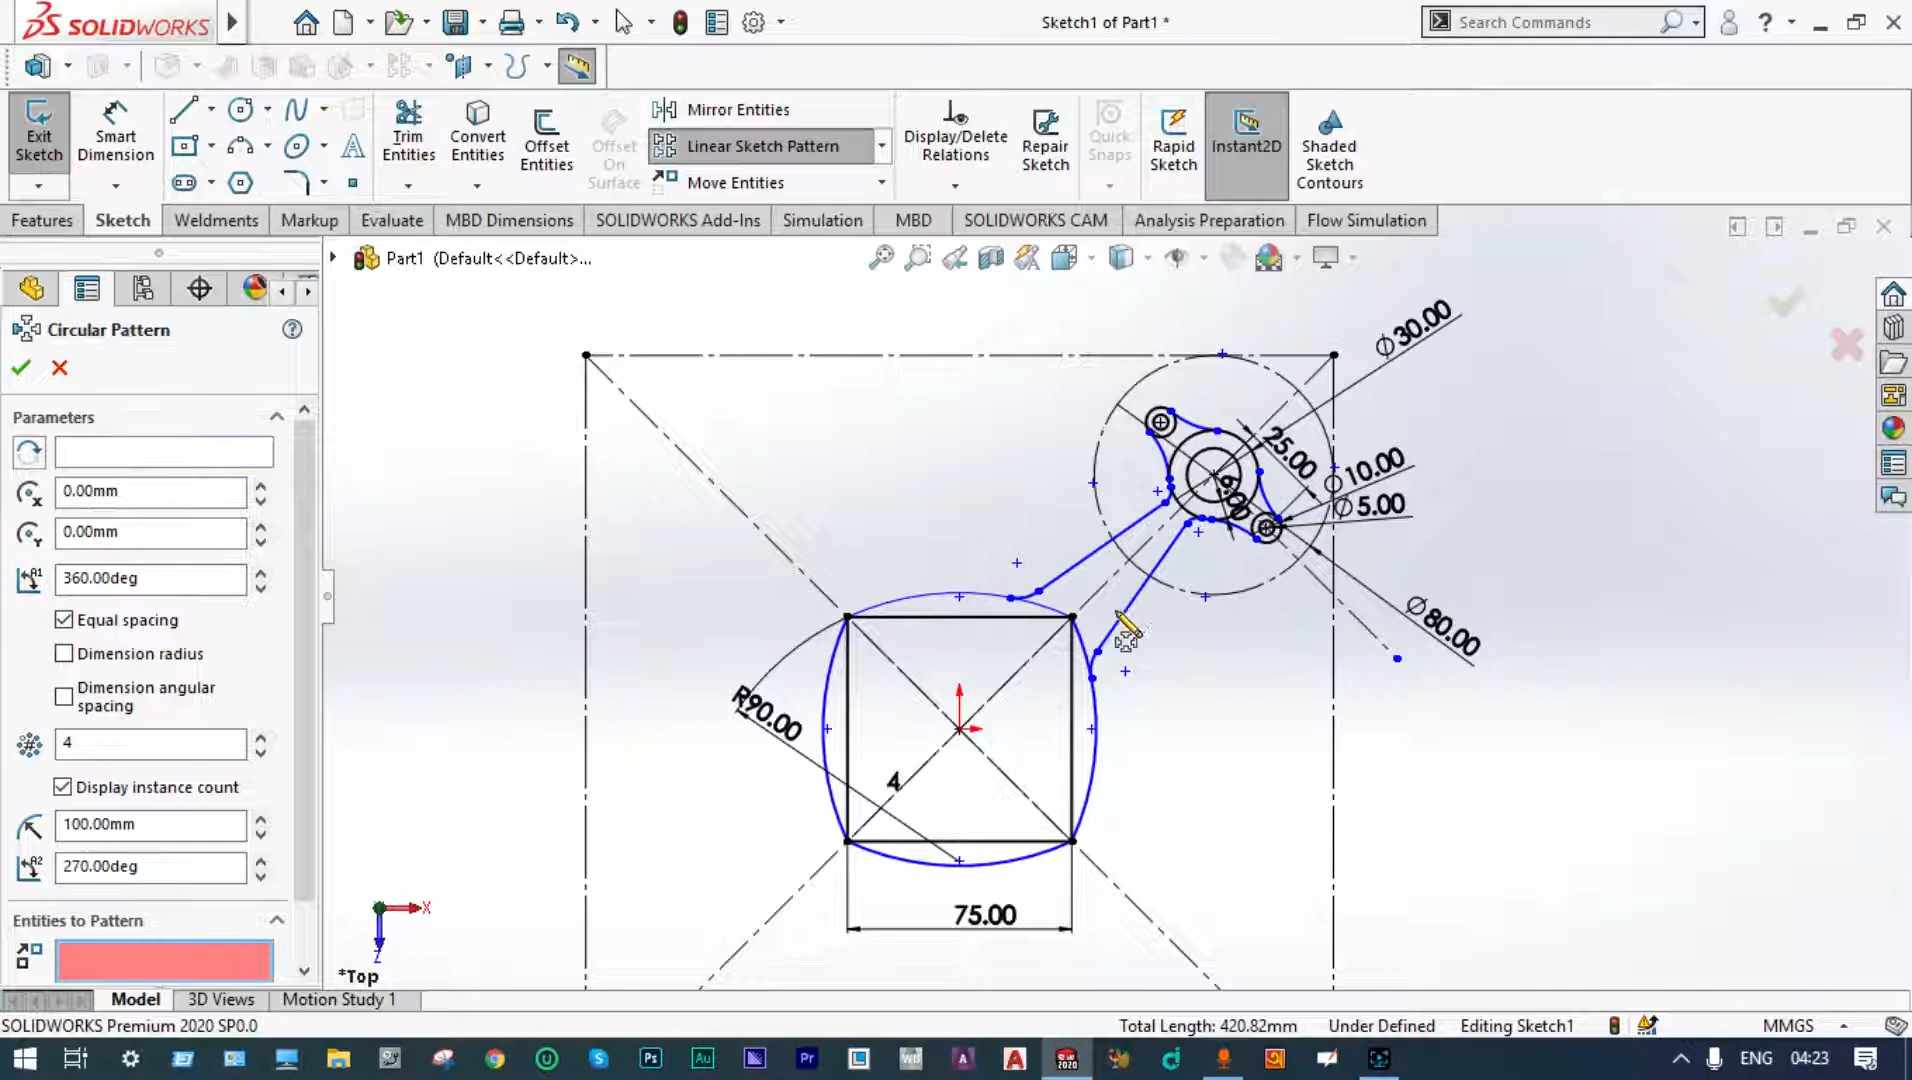 SOLIDWORKS
Sketch1 of Part1 *
Search Commands
Exit
Sketch
Smart
Dimension
Trim
Entities
Convert
Entities
Offset
Entities
Offset
On
Surface
Mirror Entities
Linear Sketch Pattern
Move Entities
Display/Delete
Relations
Repair
Sketch
Quick
Snaps
Rapid
Sketch
Instant2D
Shaded
Sketch
Contours
Features
Sketch
Weldments
Markup
Evaluate
MBD Dimensions
SOLIDWORKS Add-Ins
Simulation
MBD
SOLIDWORKS CAM
Analysis Preparation
Flow Simulation
Part1 (Default<<Default>...
Circular Pattern
Parameters
0.00mm
0.00mm
360.00deg
Equal spacing
Dimension radius
Dimension angular
spacing
4
Display instance count
100.00mm
270.00deg
Entities to Pattern
∅30.00
25.00
∅10.00
∅5.00
6.00
∅80.00
R90.00
4
75.00
X
Z
*Top
Model
3D Views
Motion Study 1
SOLIDWORKS Premium 2020 SP0.0
Total Length: 420.82mm
Under Defined
Editing Sketch1
MMGS
ENG
04:23